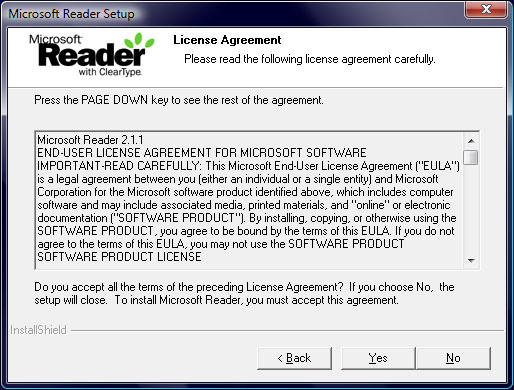 Microsoft Reader Setup
Microsoft
Reader
with ClearType.
License Agreement
Please read the following license agreement carefully.
Press the PAGE DOWN key to see the rest of the agreement.
Microsoft Reader 2.1.1
END-USER LICENSE AGREEMENT FOR MICROSOFT SOFTWARE
IMPORTANT-READ CAREFULLY: This Microsoft End-User License Agreement ("EULA")
is a legal agreement between you (either an individual or a single entity) and Microsoft
Corporation for the Microsoft software product identified above, which includes computer
software and may include associated media, printed materials, and "online" or electronic
documentation ("SOFTWARE PRODUCT"). By installing, copying, or otherwise using the
SOFTWARE PRODUCT, you agree to be bound by the terms of this EULA. If you do not
agree to the terms of this EULA, you may not use the SOFTWARE PRODUCT
SOFTWARE PRODUCT LICENSE
Do you accept all the terms of the preceding License Agreement? If you choose No, the
setup will close. To install Microsoft Reader, you must accept this agreement.
InstallShield
< Back
Yes
No